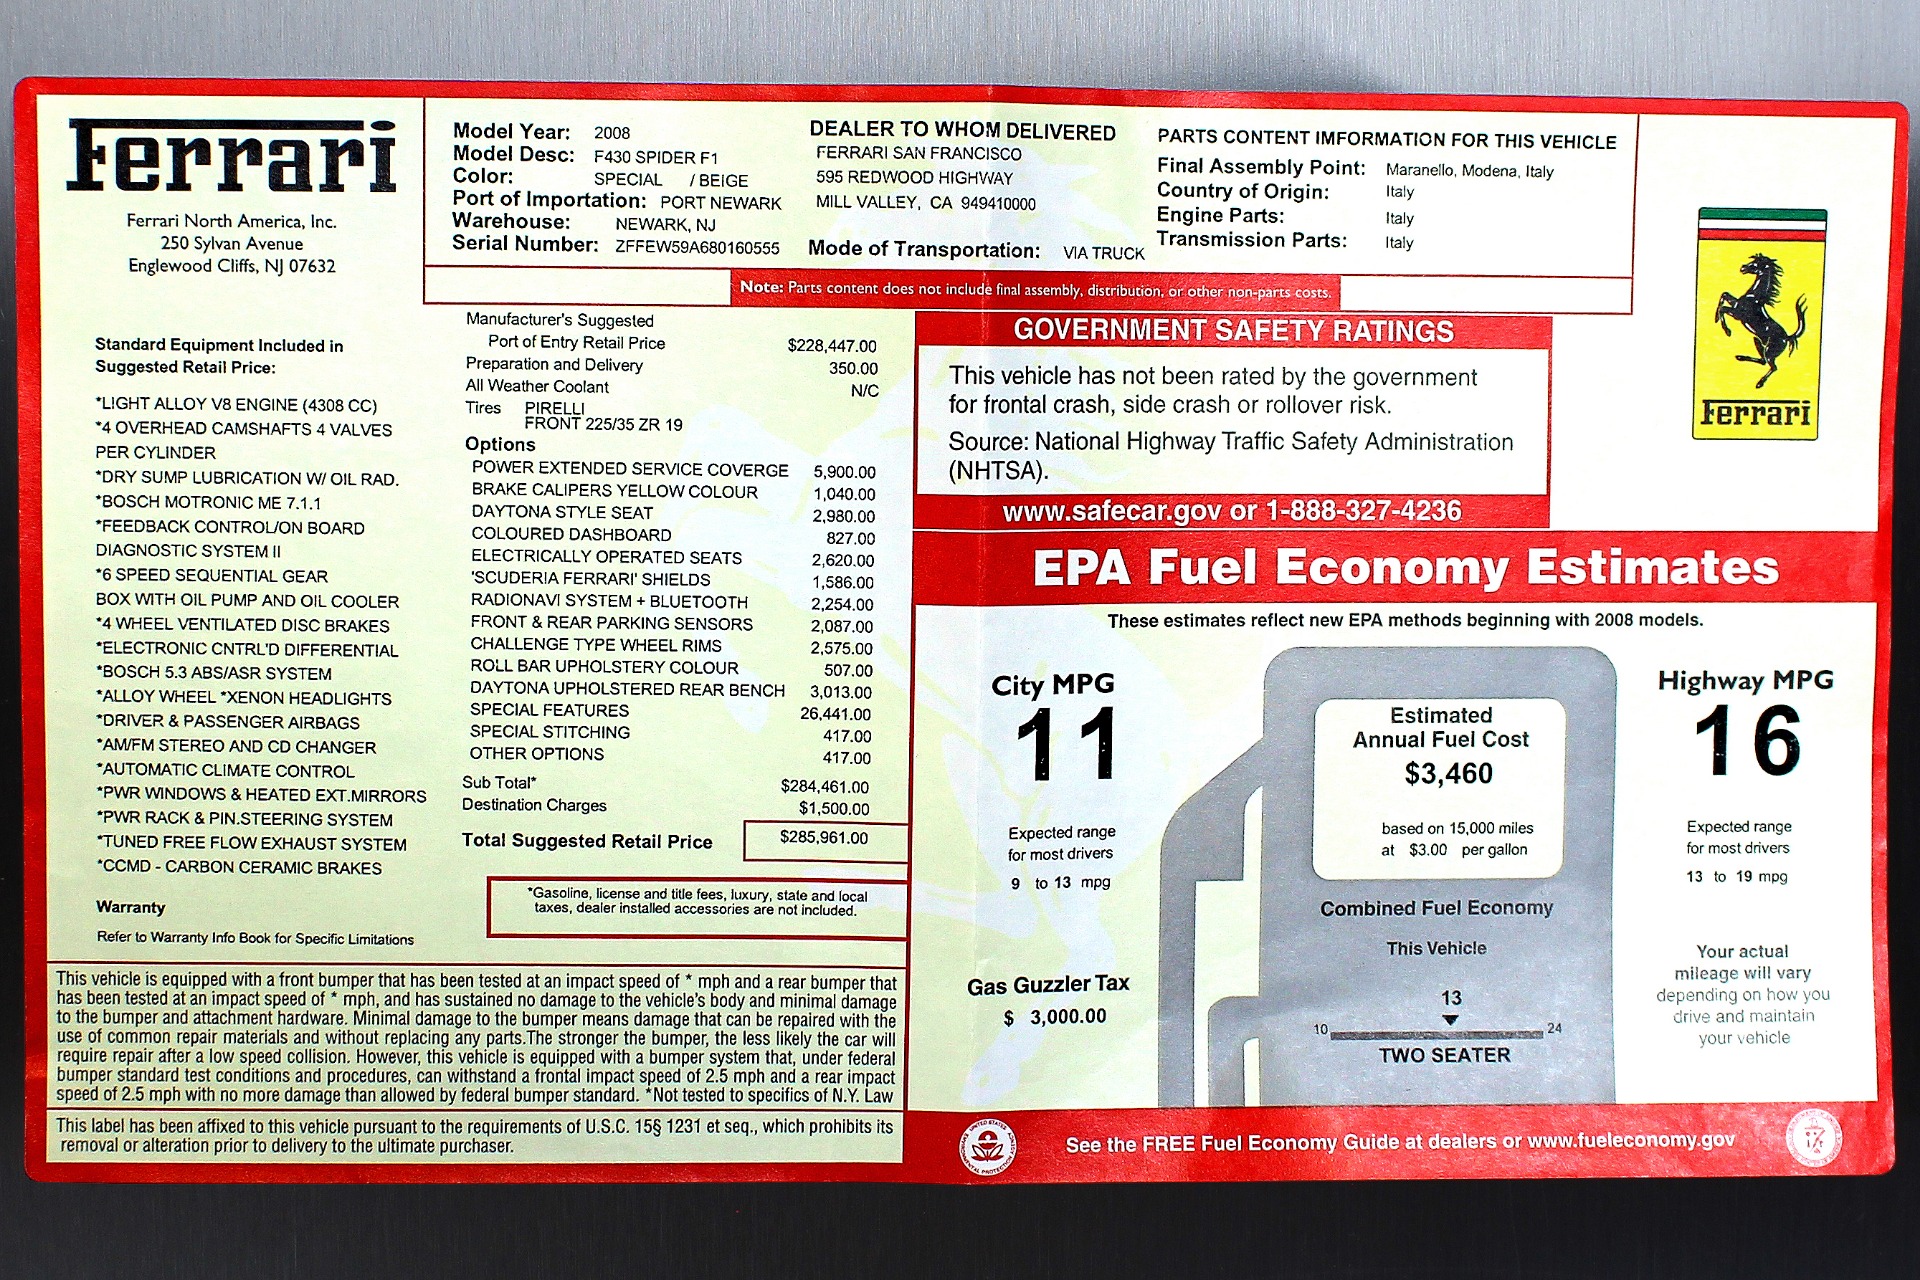 Ferrari
Ferrari North America, Inc.
250 Sylvan Avenue
Englewood Cliffs, NJ 07632
Model Year: 2008
Model Desc: F430 SPIDER F1
Color: SPECIAL / BEIGE
Port of Importation: PORT NEWARK
Warehouse: NEWARK, NJ
Serial Number: ZFFEW59A680160555
DEALER TO WHOM DELIVERED
FERRARI SAN FRANCISCO
595 REDWOOD HIGHWAY
MILL VALLEY, CA 949410000
Mode of Transportation: VIA TRUCK
PARTS CONTENT IMFORMATION FOR THIS VEHICLE
Final Assembly Point: Maranello, Modena, Italy
Country of Origin: Italy
Engine Parts: Italy
Transmission Parts: Italy
Note: Parts content does not include final assembly, distribution, or other non-parts costs.
Ferrari
Standard Equipment Included in
Suggested Retail Price:
*LIGHT ALLOY V8 ENGINE (4308 CC)
*4 OVERHEAD CAMSHAFTS 4 VALVES
PER CYLINDER
*DRY SUMP LUBRICATION W/ OIL RAD.
*BOSCH MOTRONIC ME 7.1.1
*FEEDBACK CONTROL/ON BOARD
DIAGNOSTIC SYSTEM II
*6 SPEED SEQUENTIAL GEAR
BOX WITH OIL PUMP AND OIL COOLER
*4 WHEEL VENTILATED DISC BRAKES
*ELECTRONIC CNTRL'D DIFFERENTIAL
*BOSCH 5.3 ABS/ASR SYSTEM
*ALLOY WHEEL *XENON HEADLIGHTS
*DRIVER & PASSENGER AIRBAGS
*AM/FM STEREO AND CD CHANGER
*AUTOMATIC CLIMATE CONTROL
*PWR WINDOWS & HEATED EXT.MIRRORS
*PWR RACK & PIN.STEERING SYSTEM
*TUNED FREE FLOW EXHAUST SYSTEM
*CCMD - CARBON CERAMIC BRAKES
Warranty
Refer to Warranty Info Book for Specific Limitations
Manufacturer's Suggested
Port of Entry Retail Price $228,447.00
Preparation and Delivery 350.00
All Weather Coolant N/C
Tires PIRELLI
FRONT 225/35 ZR 19
Options
POWER EXTENDED SERVICE COVERGE 5,900.00
BRAKE CALIPERS YELLOW COLOUR 1,040.00
DAYTONA STYLE SEAT 2,980.00
COLOURED DASHBOARD 827.00
ELECTRICALLY OPERATED SEATS 2,620.00
'SCUDERIA FERRARI' SHIELDS 1,586.00
RADIONAVI SYSTEM + BLUETOOTH 2,254.00
FRONT & REAR PARKING SENSORS 2,087.00
CHALLENGE TYPE WHEEL RIMS 2,575.00
ROLL BAR UPHOLSTERY COLOUR 507.00
DAYTONA UPHOLSTERED REAR BENCH 3,013.00
SPECIAL FEATURES 26,441.00
SPECIAL STITCHING 417.00
OTHER OPTIONS 417.00
Sub Total* $284,461.00
Destination Charges $1,500.00
Total Suggested Retail Price $285,961.00
*Gasoline, license and title fees, luxury, state and local
taxes, dealer installed accessories are not included.
This vehicle is equipped with a front bumper that has been tested at an impact speed of * mph and a rear bumper that
has been tested at an impact speed of * mph, and has sustained no damage to the vehicle's body and minimal damage
to the bumper and attachment hardware. Minimal damage to the bumper means damage that can be repaired with the
use of common repair materials and without replacing any parts.The stronger the bumper, the less likely the car will
require repair after a low speed collision. However, this vehicle is equipped with a bumper system that, under federal
bumper standard test conditions and procedures, can withstand a frontal impact speed of 2.5 mph and a rear impact
speed of 2.5 mph with no more damage than allowed by federal bumper standard. *Not tested to specifics of N.Y. Law
This label has been affixed to this vehicle pursuant to the requirements of U.S.C. 15§ 1231 et seq., which prohibits its
removal or alteration prior to delivery to the ultimate purchaser.
GOVERNMENT SAFETY RATINGS
This vehicle has not been rated by the government
for frontal crash, side crash or rollover risk.
Source: National Highway Traffic Safety Administration
(NHTSA).
www.safecar.gov or 1-888-327-4236
EPA Fuel Economy Estimates
These estimates reflect new EPA methods beginning with 2008 models.
City MPG
11
Expected range
for most drivers
9 to 13 mpg
Gas Guzzler Tax
$ 3,000.00
Estimated
Annual Fuel Cost
$3,460
based on 15,000 miles
at $3.00 per gallon
Combined Fuel Economy
This Vehicle
13
10 24
TWO SEATER
Highway MPG
16
Expected range
for most drivers
13 to 19 mpg
Your actual
mileage will vary
depending on how you
drive and maintain
your vehicle
See the FREE Fuel Economy Guide at dealers or www.fueleconomy.gov